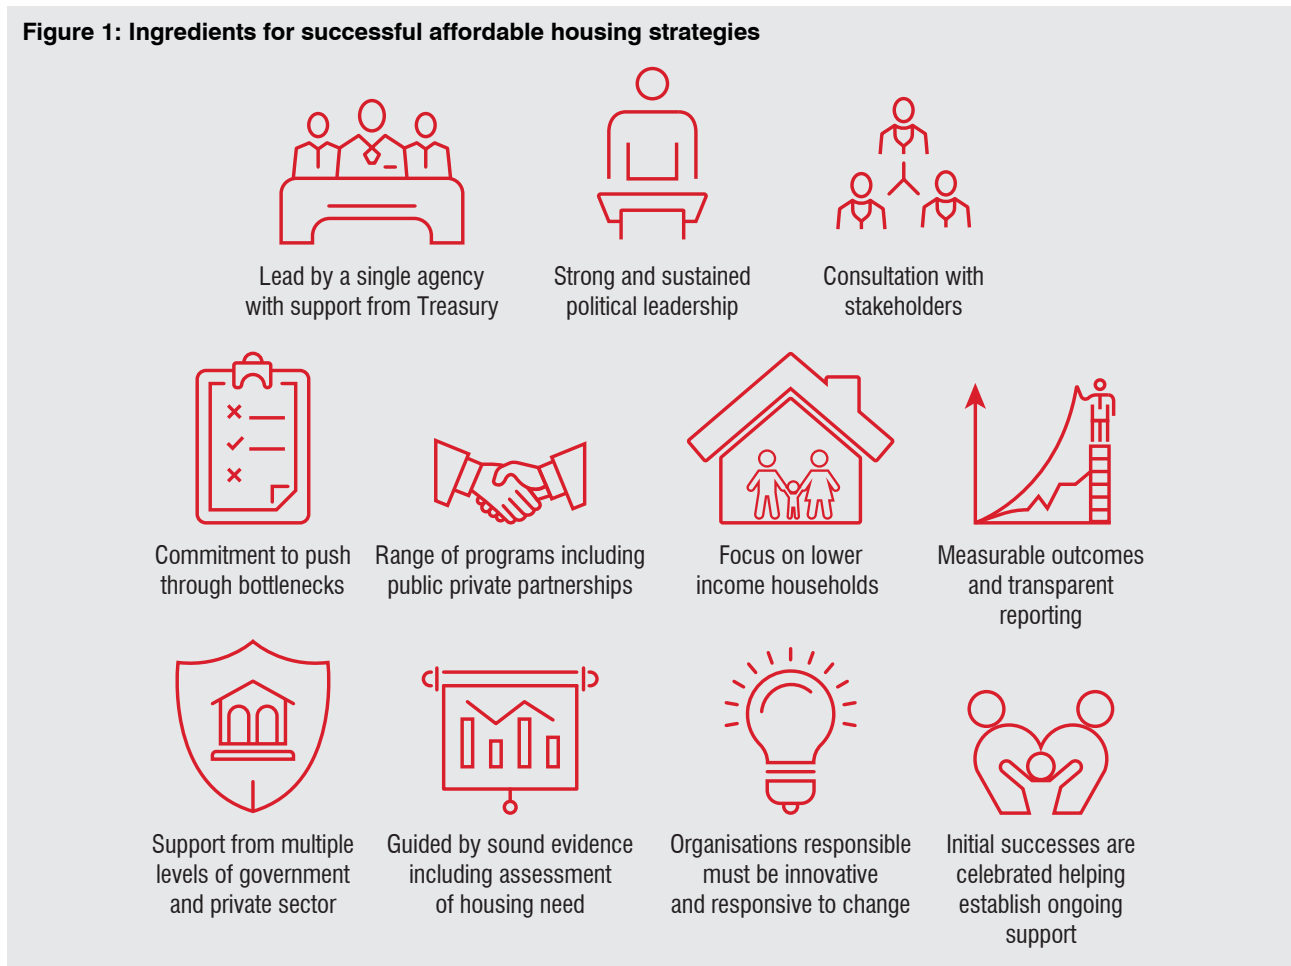 Figure 1: Ingredients for successful affordable housing strategies
Lead by a single agency
with support from Treasury
Strong and sustained
political leadership
Consultation with
stakeholders
Commitment to push
through bottlenecks
Range of programs including
public private partnerships
Focus on lower
income households
Measurable outcomes
and transparent
reporting
Support from multiple
levels of government
and private sector
Guided by sound evidence
including assessment
of housing need
Organisations responsible
must be innovative
and responsive to change
Initial successes are
celebrated helping
establish ongoing
support